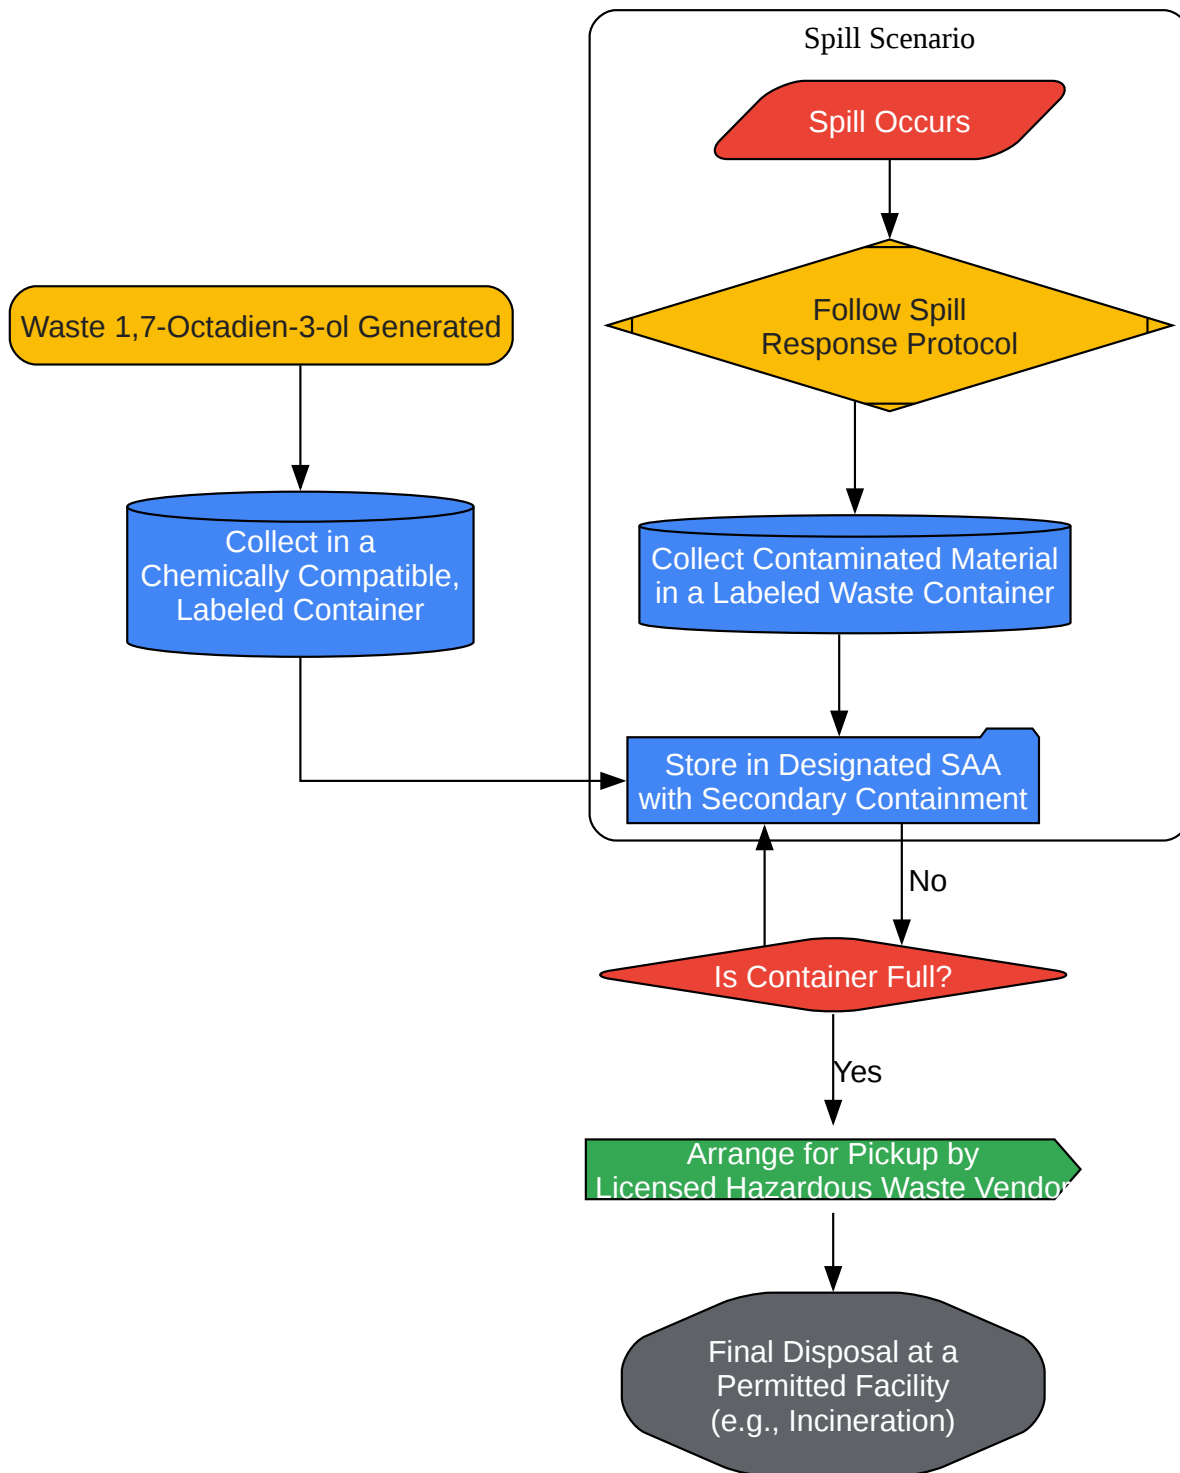 Spill Scenario
Spill Occurs
Follow Spill
Response Protocol
Waste 1,7-Octadien-3-ol Generated
Collect in a
Chemically Compatible,
Labeled Container
Collect Contaminated Material
in a Labeled Waste Container
Store in Designated SAA
with Secondary Containment
No
Is Container Full?
Yes
Arrange for Pickup by
Licensed Hazardous Waste Vendor
Final Disposal at a
Permitted Facility
(e.g., Incineration)